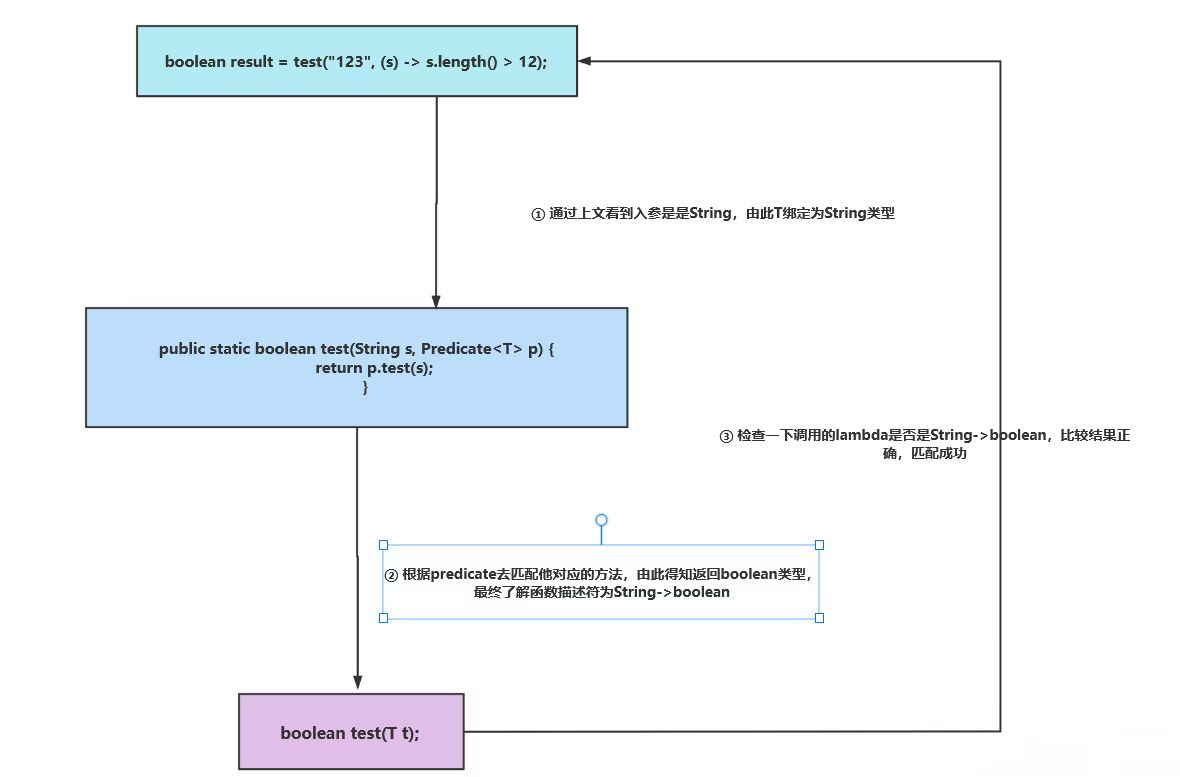 boolean result = test("123", (s) -> s.length() > 12);
① 通过上文看到入参是是String，由此T绑定为String类型
public static boolean test(String s, Predicate<T> p) {
return p.test(s);
}
③ 检查一下调用的lambda是否是String->boolean，比较结果正
确，匹配成功
② 根据predicate去匹配他对应的方法，由此得知返回boolean类型，
最终了解函数描述符为String->boolean
boolean test(T t);